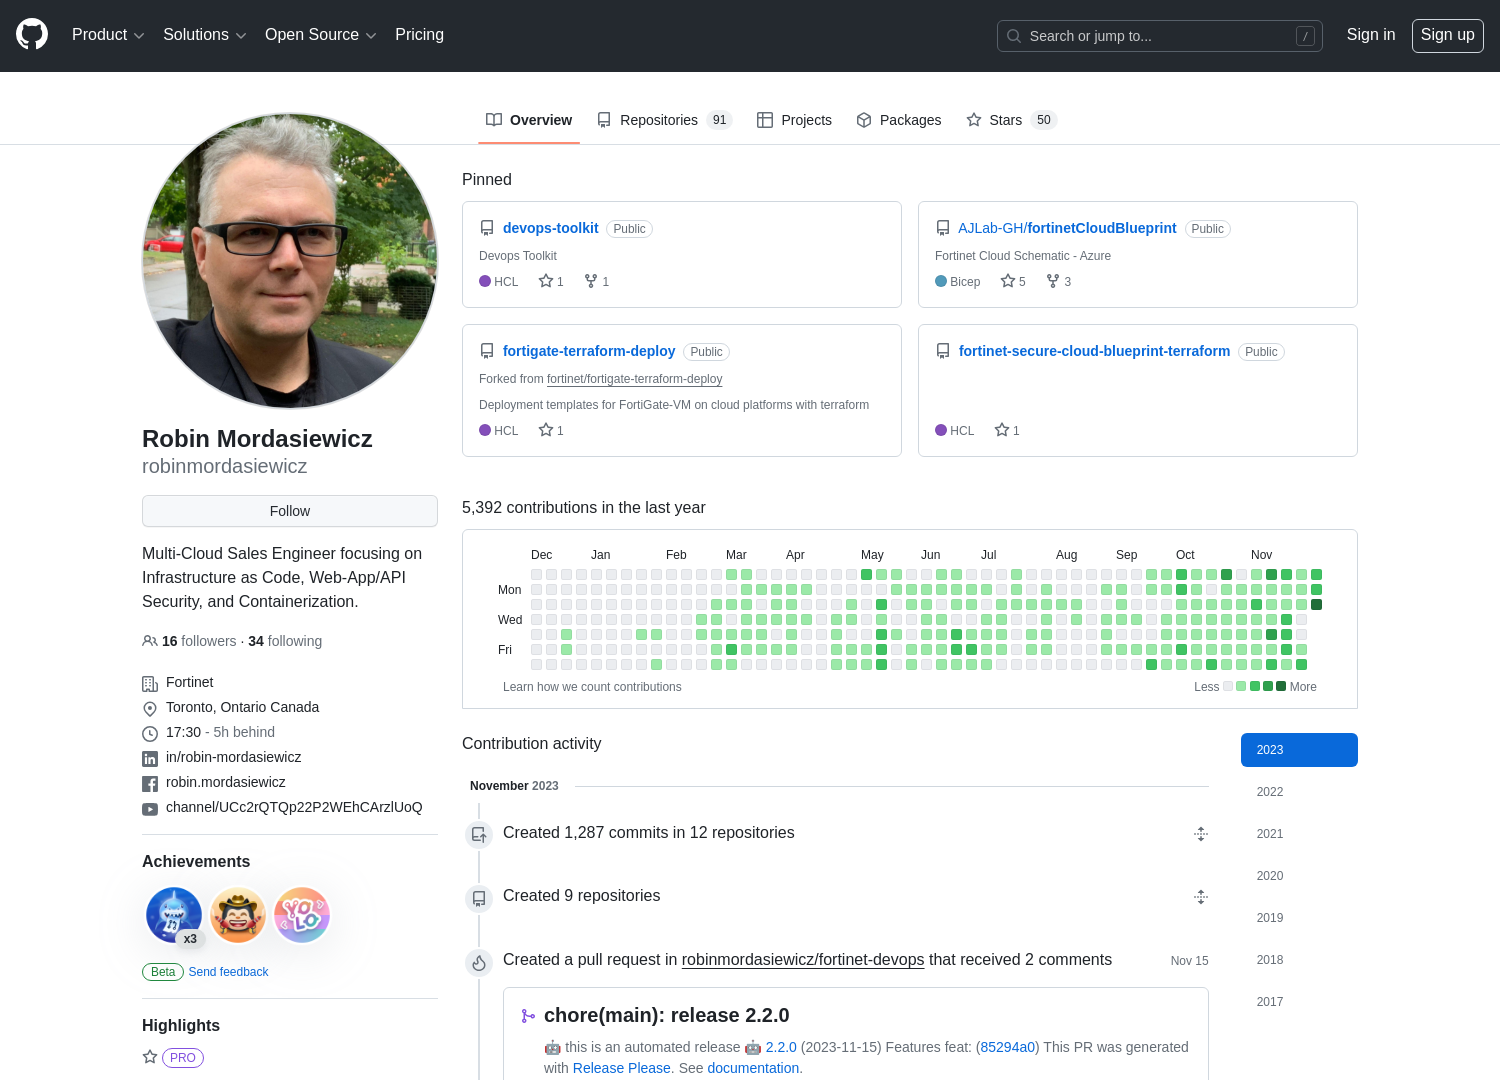 Product
Solutions
Open Source
Pricing
Search or jump to...
/
Sign in
Sign up
Overview
Repositories 91
Projects
Packages
Stars 50
Robin Mordasiewicz
robinmordasiewicz
Follow
Multi-Cloud Sales Engineer focusing on
Infrastructure as Code, Web-App/API
Security, and Containerization.
16 followers · 34 following
Fortinet
Toronto, Ontario Canada
17:30 - 5h behind
in/robin-mordasiewicz
robin.mordasiewicz
channel/UCc2rQTQp22P2WEhCArzlUoQ
Achievements
x3
YOLO
Beta Send feedback
Highlights
PRO
Pinned
devops-toolkit Public
Devops Toolkit
HCL 1 1
AJLab-GH/fortinetCloudBlueprint Public
Fortinet Cloud Schematic - Azure
Bicep 5 3
fortigate-terraform-deploy Public
Forked from fortinet/fortigate-terraform-deploy
Deployment templates for FortiGate-VM on cloud platforms with terraform
HCL 1
fortinet-secure-cloud-blueprint-terraform Public
HCL 1
5,392 contributions in the last year
Dec Jan Feb Mar Apr May Jun Jul Aug Sep Oct Nov
Mon
Wed
Fri
Learn how we count contributions
Less More
Contribution activity
2023
2022
2021
2020
2019
2018
2017
November 2023
Created 1,287 commits in 12 repositories
Created 9 repositories
Created a pull request in robinmordasiewicz/fortinet-devops that received 2 comments Nov 15
chore(main): release 2.2.0
🤖 this is an automated release 🤖 2.2.0 (2023-11-15) Features feat: (85294a0) This PR was generated
with Release Please. See documentation.